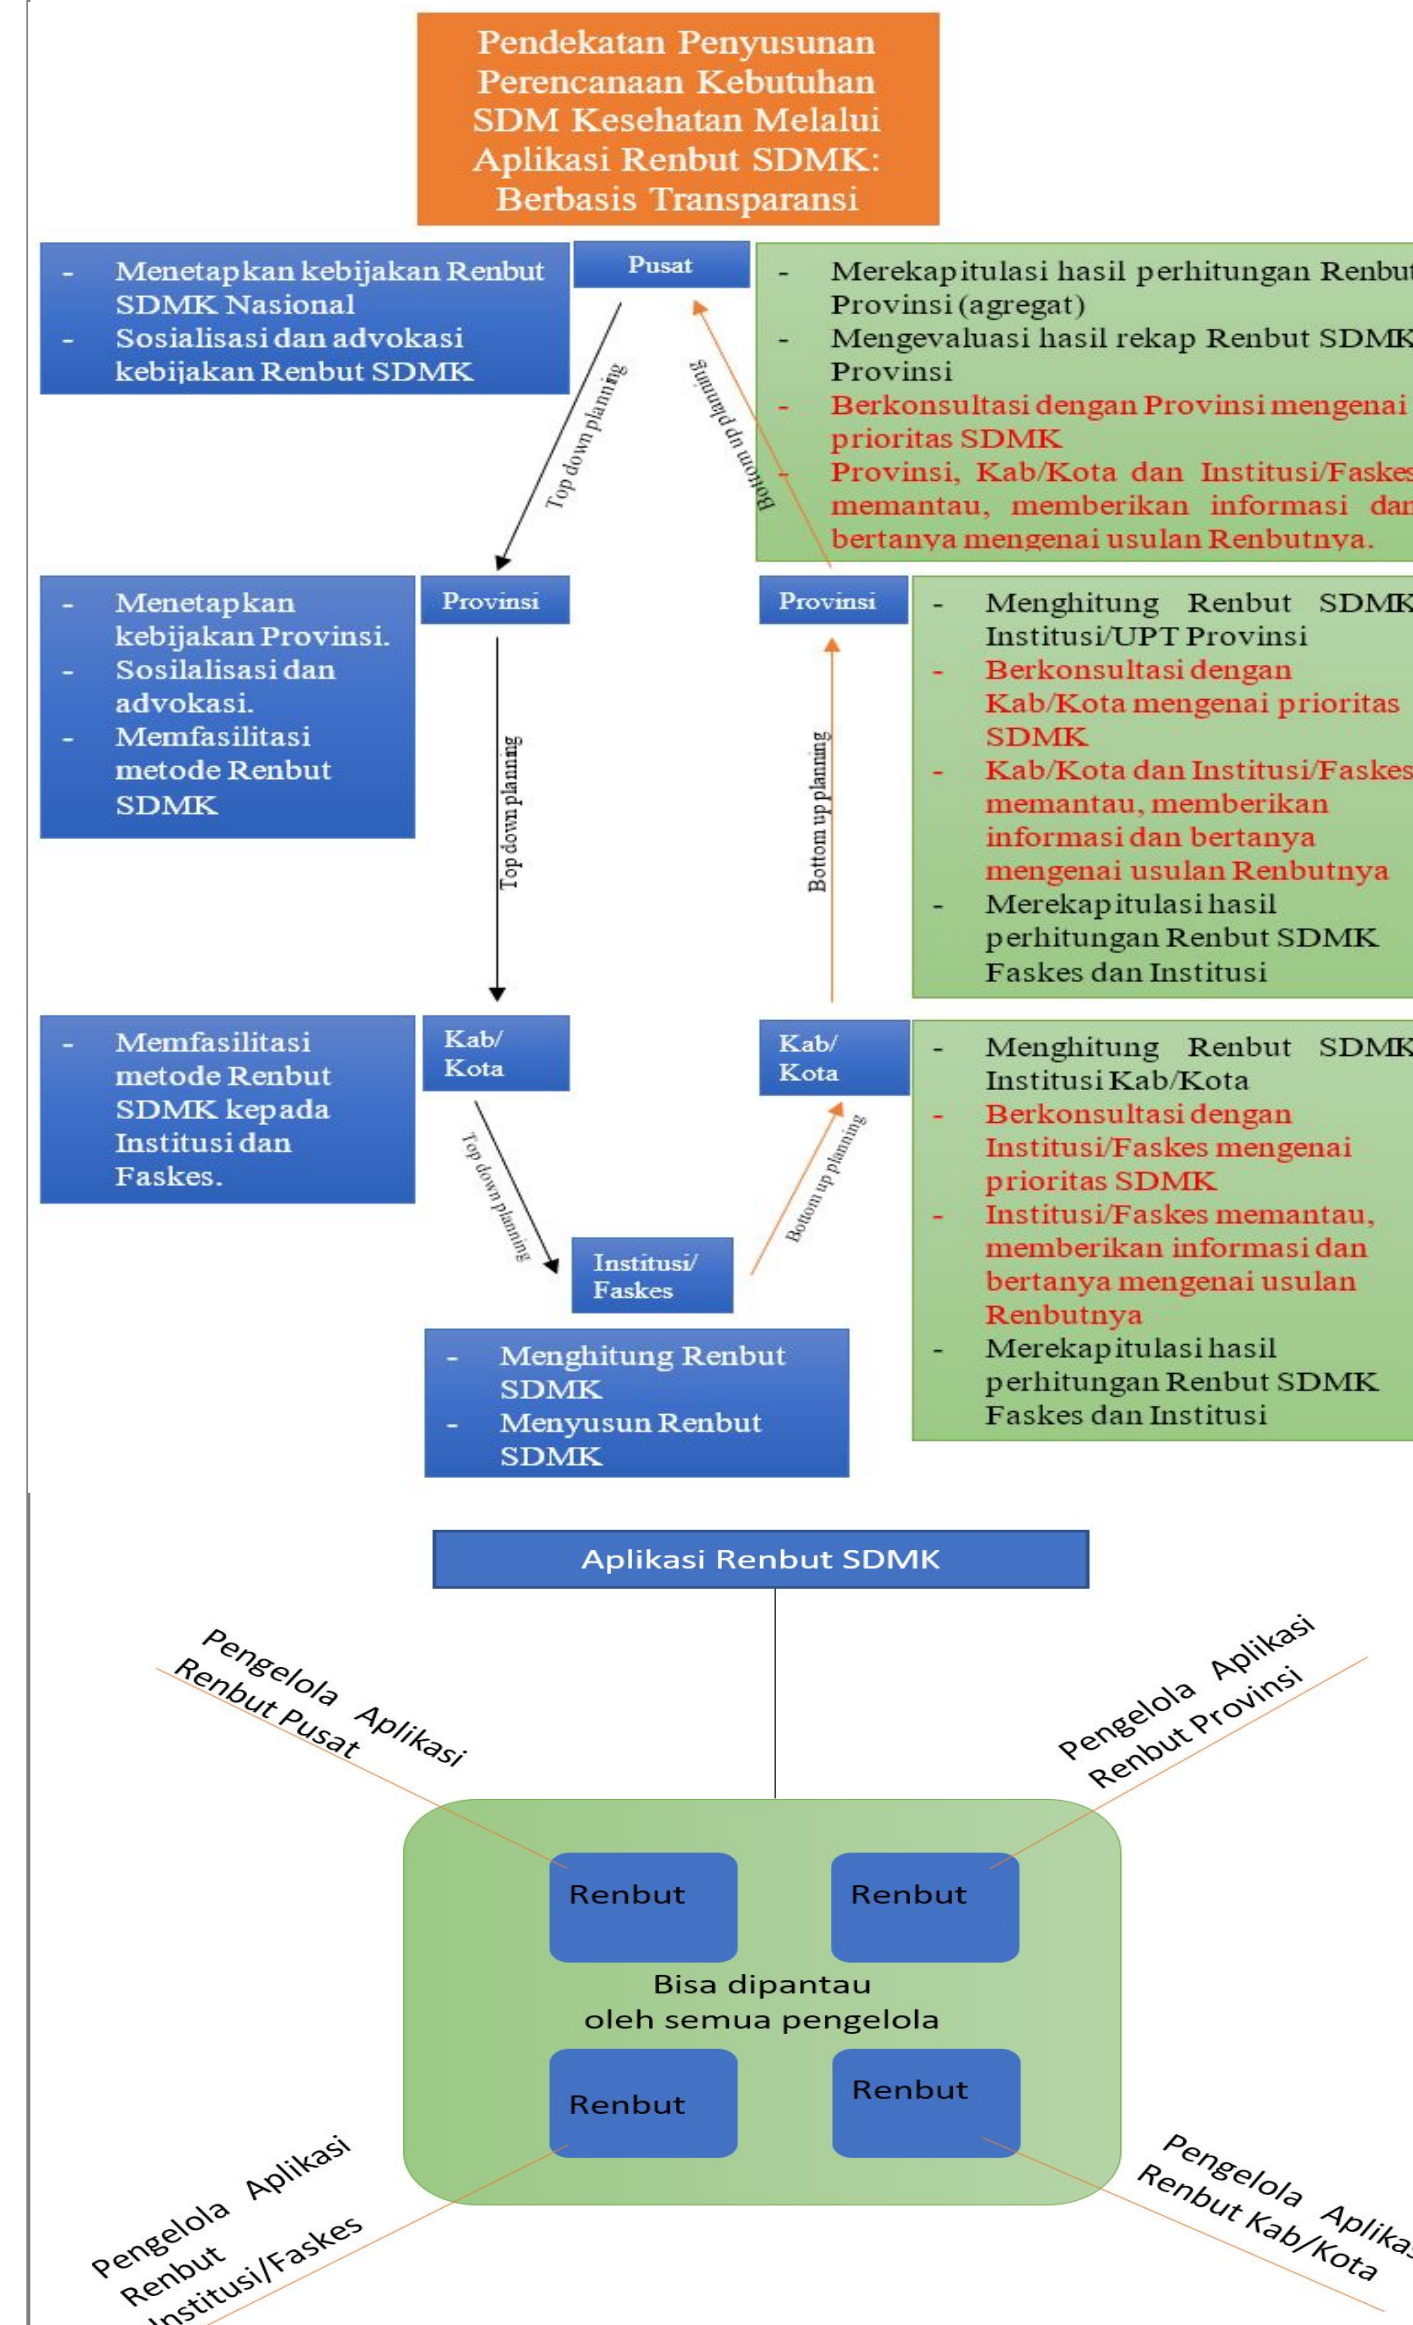 Pendekatan Penyusunan
Perencanaan Kebutuhan
SDM Kesehatan Melalui
Aplikasi Renbut SDMK:
Berbasis Transparansi
- Menetapkan kebijakan Renbut
SDMK Nasional
- Sosialisasi dan advokasi
kebijakan Renbut SDMK
Pusat
- Merekapitulasi hasil perhitungan Renbut
Provinsi (agregat)
- Mengevaluasi hasil rekap Renbut SDMK
Provinsi
- Berkonsultasi dengan Provinsi mengenai
prioritas SDMK
- Provinsi, Kab/Kota dan Institusi/Faskes
memantau, memberikan informasi dan
bertanya mengenai usulan Renbutnya.
Top down planning
Bottom up planning
- Menetapkan
kebijakan Provinsi.
- Sosilalisasi dan
advokasi.
- Memfasilitasi
metode Renbut
SDMK
Provinsi
Provinsi
- Menghitung Renbut SDMK
Institusi/UPT Provinsi
- Berkonsultasi dengan
Kab/Kota mengenai prioritas
SDMK
- Kab/Kota dan Institusi/Faskes
memantau, memberikan
informasi dan bertanya
mengenai usulan Renbutnya
- Merekapitulasi hasil
perhitungan Renbut SDMK
Faskes dan Institusi
Top down planning
Bottom up planning
- Memfasilitasi
metode Renbut
SDMK kepada
Institusi dan
Faskes.
Kab/
Kota
Kab/
Kota
- Menghitung Renbut SDMK
Institusi Kab/Kota
- Berkonsultasi dengan
Institusi/Faskes mengenai
prioritas SDMK
- Institusi/Faskes memantau,
memberikan informasi dan
bertanya mengenai usulan
Renbutnya
- Merekapitulasi hasil
perhitungan Renbut SDMK
Faskes dan Institusi
Top down planning
Bottom up planning
Institusi/
Faskes
- Menghitung Renbut
SDMK
- Menyusun Renbut
SDMK
Aplikasi Renbut SDMK
Pengelola Aplikasi
Renbut Pusat
Pengelola Aplikasi
Renbut Provinsi
Renbut
Renbut
Bisa dipantau
oleh semua pengelola
Renbut
Renbut
Pengelola Aplikasi
Renbut
Institusi/Faskes
Pengelola Aplikasi
Renbut Kab/Kota